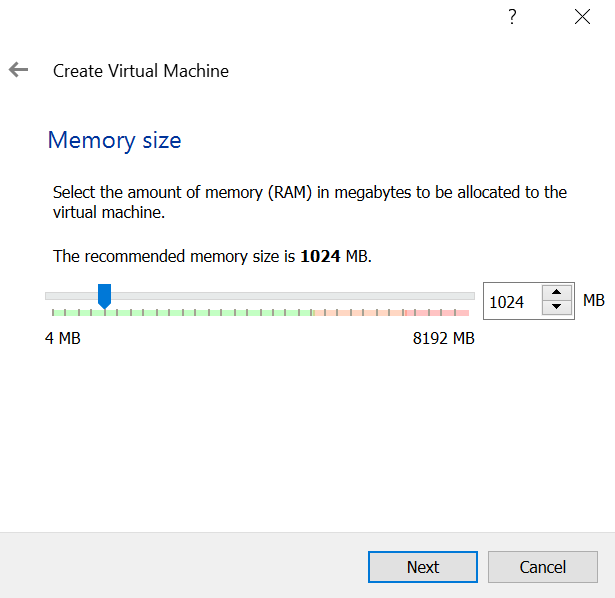 ?
Create Virtual Machine
Memory size
Select the amount of memory (RAM) in megabytes to be allocated to the
virtual machine.
The recommended memory size is 1024 MB.
1024 MB
4 MB 8192 MB
Next Cancel